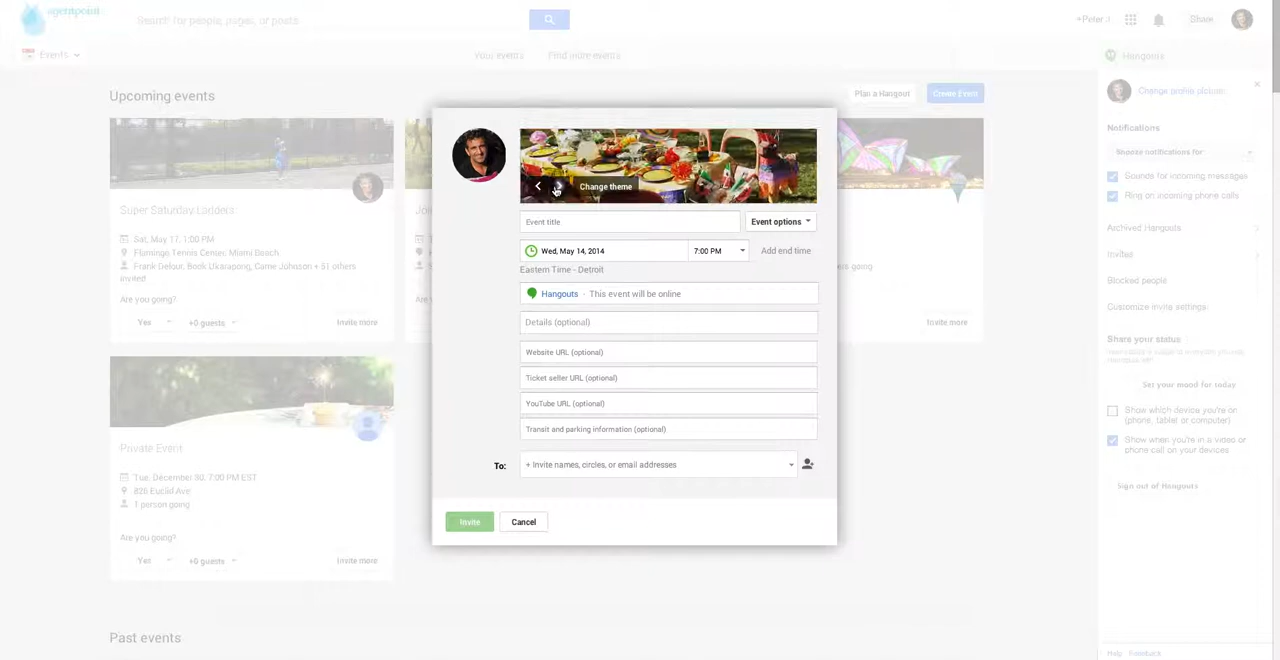 agentpoint
Search for people, pages, or posts
+Peter J
Share
Events
Your events
Find more events
Hangouts
Upcoming events
Plan a Hangout
Create Event
Change profile picture
Notifications
Choose notifications for:
Sounds for incoming messages
Ring on incoming phone calls
Archived Hangouts
Invited
Blocked people
Customize invite settings
Share your status
Set your mood for today
Show which device you're on
(phone, tablet or computer)
Show when you're in a video or
phone call on your devices
Sign out of Hangouts
Help Feedback
Super Saturday Ladders
Sat, May 17, 1:00 PM
Flamingo Tennis Center, Miami Beach
Frank Delour, Book Ukarapong, Carne Johnson + 51 others
invited
Are you going?
Yes
+0 guests
Invite more
Joi
Are y
going
Invite more
Private Event
Tue, December 30, 7:00 PM EST
826 Euclid Ave
1 person going
Are you going?
Yes
+0 guests
Invite more
Past events
Change theme
Event title
Event options
Wed, May 14, 2014
7:00 PM
Add end time
Eastern Time - Detroit
Hangouts - This event will be online
Details (optional)
Website URL (optional)
Ticket seller URL (optional)
YouTube URL (optional)
Transit and parking information (optional)
To:
+ Invite names, circles, or email addresses
Invite
Cancel